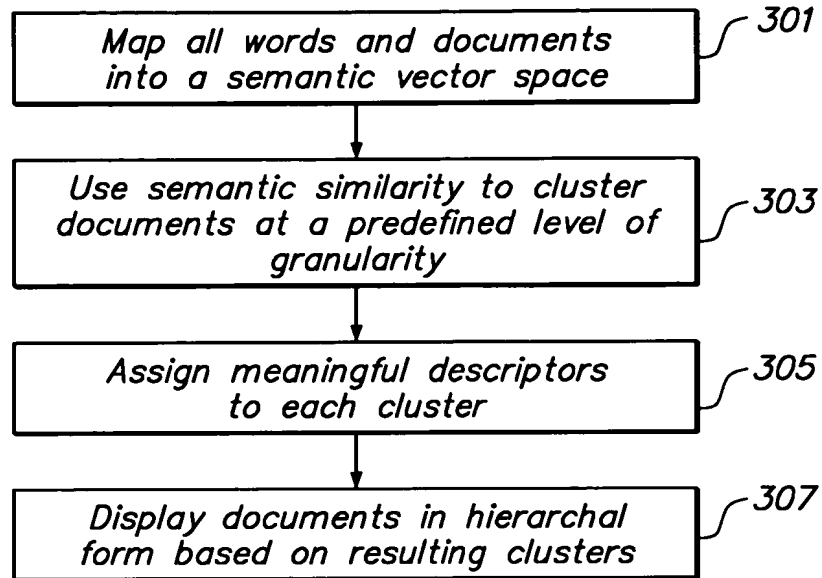 Map all words and documents
into a semantic vector space
301
Use semantic similarity to cluster
documents at a predefined level of
granularity
303
Assign meaningful descriptors
to each cluster
305
Display documents in hierarchal
form based on resulting clusters
307